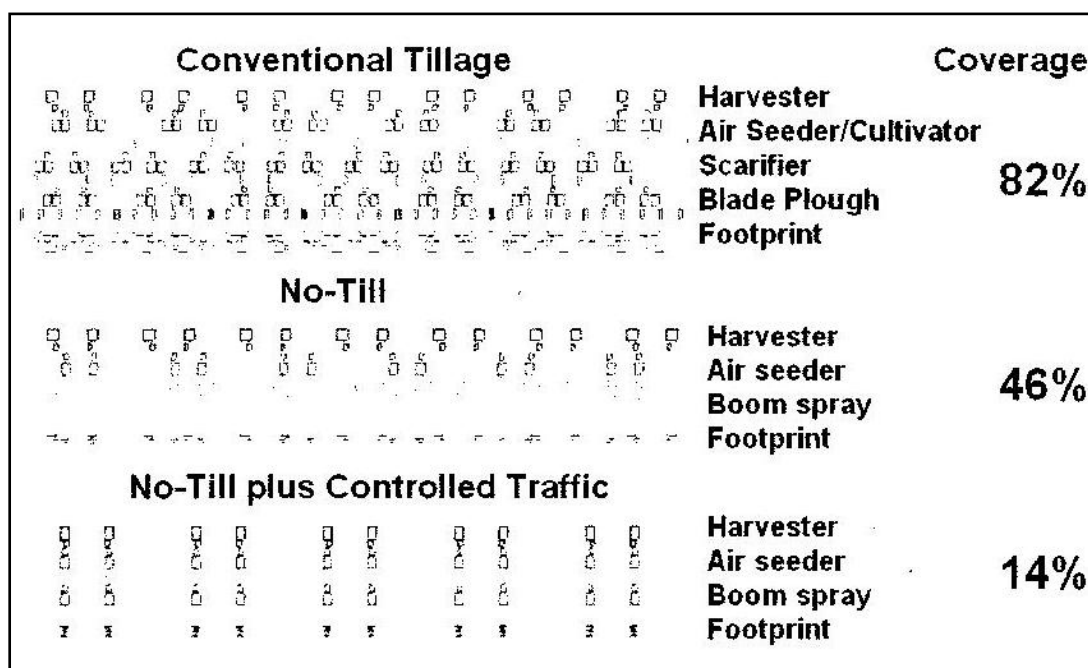 Conventional Tillage Coverage
Harvester
Air Seeder/Cultivator
Scarifier
82%
Blade Plough
Footprint
No-Till
Harvester
Air seeder
46%
Boom spray
Footprint
No-Till plus Controlled Traffic
Harvester
Air seeder
14%
Boom spray
Footprint